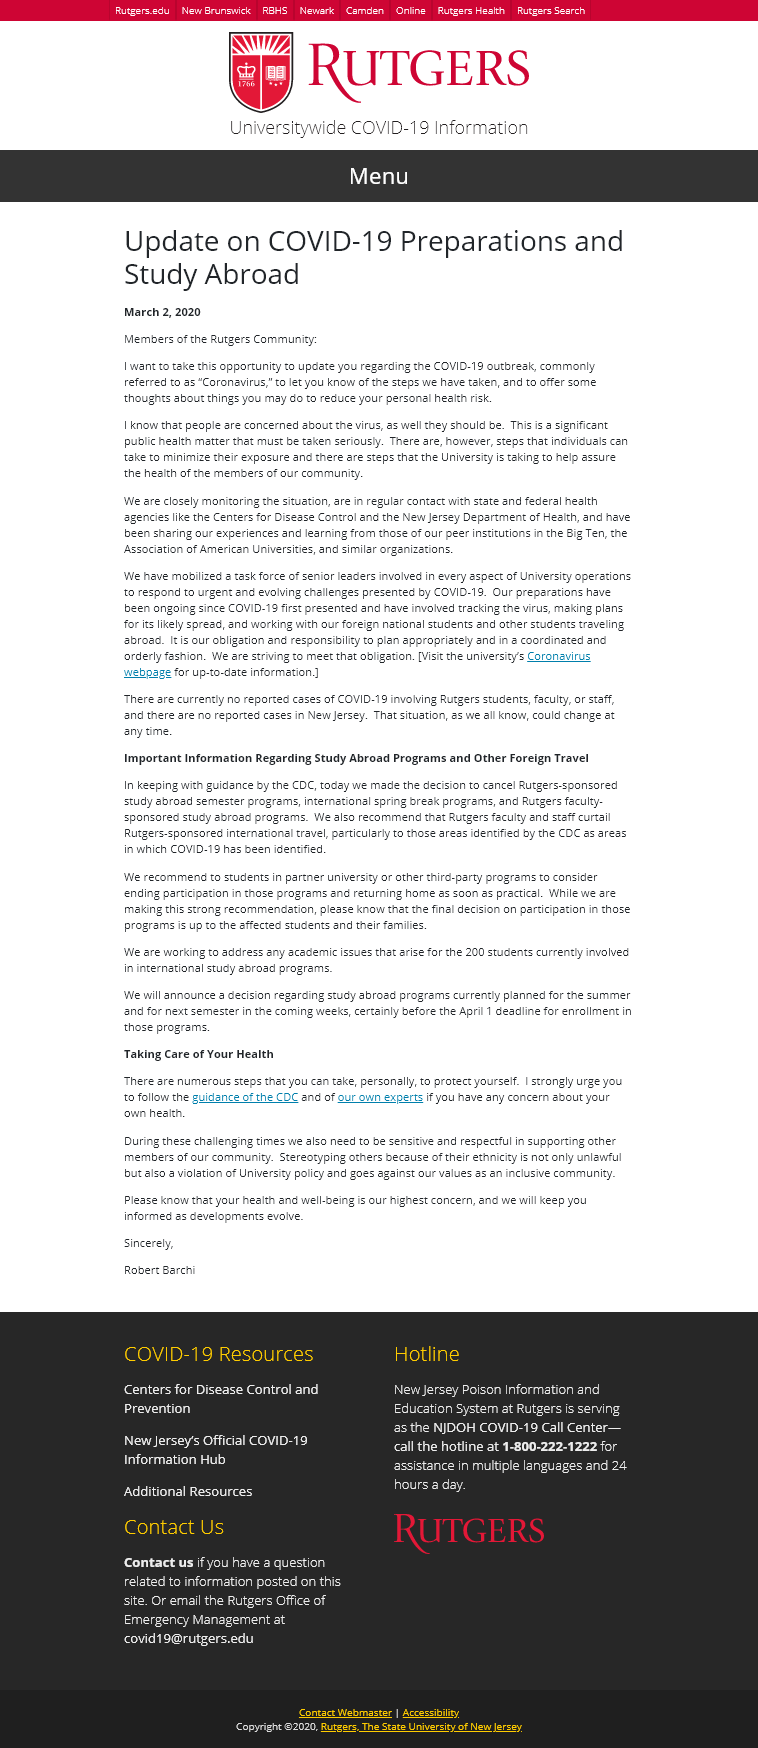 Rutgers.edu New Brunswick RBHS Newark Camden Online Rutgers Health Rutgers Search
1766
RUTGERS
Universitywide COVID-19 Information
Menu
Update on COVID-19 Preparations and
Study Abroad
March 2, 2020
Members of the Rutgers Community:
I want to take this opportunity to update you regarding the COVID-19 outbreak, commonly
referred to as “Coronavirus,” to let you know of the steps we have taken, and to offer some
thoughts about things you may do to reduce your personal health risk.
I know that people are concerned about the virus, as well they should be.  This is a significant
public health matter that must be taken seriously.  There are, however, steps that individuals can
take to minimize their exposure and there are steps that the University is taking to help assure
the health of the members of our community.
We are closely monitoring the situation, are in regular contact with state and federal health
agencies like the Centers for Disease Control and the New Jersey Department of Health, and have
been sharing our experiences and learning from those of our peer institutions in the Big Ten, the
Association of American Universities, and similar organizations.
We have mobilized a task force of senior leaders involved in every aspect of University operations
to respond to urgent and evolving challenges presented by COVID-19.  Our preparations have
been ongoing since COVID-19 first presented and have involved tracking the virus, making plans
for its likely spread, and working with our foreign national students and other students traveling
abroad.  It is our obligation and responsibility to plan appropriately and in a coordinated and
orderly fashion.  We are striving to meet that obligation. [Visit the university’s Coronavirus
webpage for up-to-date information.]
There are currently no reported cases of COVID-19 involving Rutgers students, faculty, or staff,
and there are no reported cases in New Jersey.  That situation, as we all know, could change at
any time.
Important Information Regarding Study Abroad Programs and Other Foreign Travel
In keeping with guidance by the CDC, today we made the decision to cancel Rutgers-sponsored
study abroad semester programs, international spring break programs, and Rutgers faculty-
sponsored study abroad programs.  We also recommend that Rutgers faculty and staff curtail
Rutgers-sponsored international travel, particularly to those areas identified by the CDC as areas
in which COVID-19 has been identified.
We recommend to students in partner university or other third-party programs to consider
ending participation in those programs and returning home as soon as practical.  While we are
making this strong recommendation, please know that the final decision on participation in those
programs is up to the affected students and their families.
We are working to address any academic issues that arise for the 200 students currently involved
in international study abroad programs.
We will announce a decision regarding study abroad programs currently planned for the summer
and for next semester in the coming weeks, certainly before the April 1 deadline for enrollment in
those programs.
Taking Care of Your Health
There are numerous steps that you can take, personally, to protect yourself.  I strongly urge you
to follow the guidance of the CDC and of our own experts if you have any concern about your
own health.
During these challenging times we also need to be sensitive and respectful in supporting other
members of our community.  Stereotyping others because of their ethnicity is not only unlawful
but also a violation of University policy and goes against our values as an inclusive community.
Please know that your health and well-being is our highest concern, and we will keep you
informed as developments evolve.
Sincerely,
Robert Barchi
COVID-19 Resources
Centers for Disease Control and
Prevention
New Jersey’s Official COVID-19
Information Hub
Additional Resources
Contact Us
Contact us if you have a question
related to information posted on this
site. Or email the Rutgers Office of
Emergency Management at
covid19@rutgers.edu
Hotline
New Jersey Poison Information and
Education System at Rutgers is serving
as the NJDOH COVID-19 Call Center—
call the hotline at 1-800-222-1222 for
assistance in multiple languages and 24
hours a day.
RUTGERS
Contact Webmaster | Accessibility
Copyright ©2020, Rutgers, The State University of New Jersey